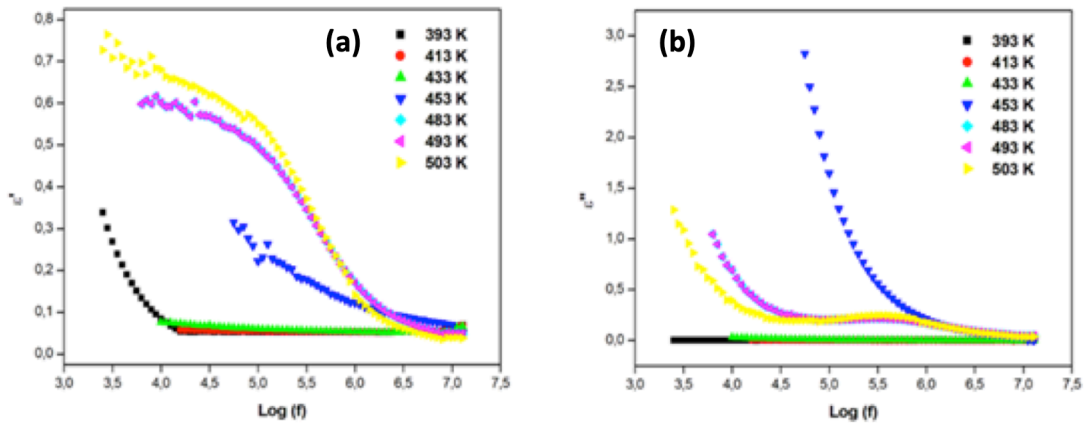 (a)
393 K
413 K
433 K
453 K
483 K
493 K
503 K
ε'
0,8
0,7
0,6
0,5
0,4
0,3
0,2
0,1
0,0
3,0 3,5 4,0 4,5 5,0 5,5 6,0 6,5 7,0 7,5
Log (f)
(b)
393 K
413 K
433 K
453 K
483 K
493 K
503 K
ε"
3,0
2,5
2,0
1,5
1,0
0,5
0,0
3,0 3,5 4,0 4,5 5,0 5,5 6,0 6,5 7,0 7,5
Log (f)